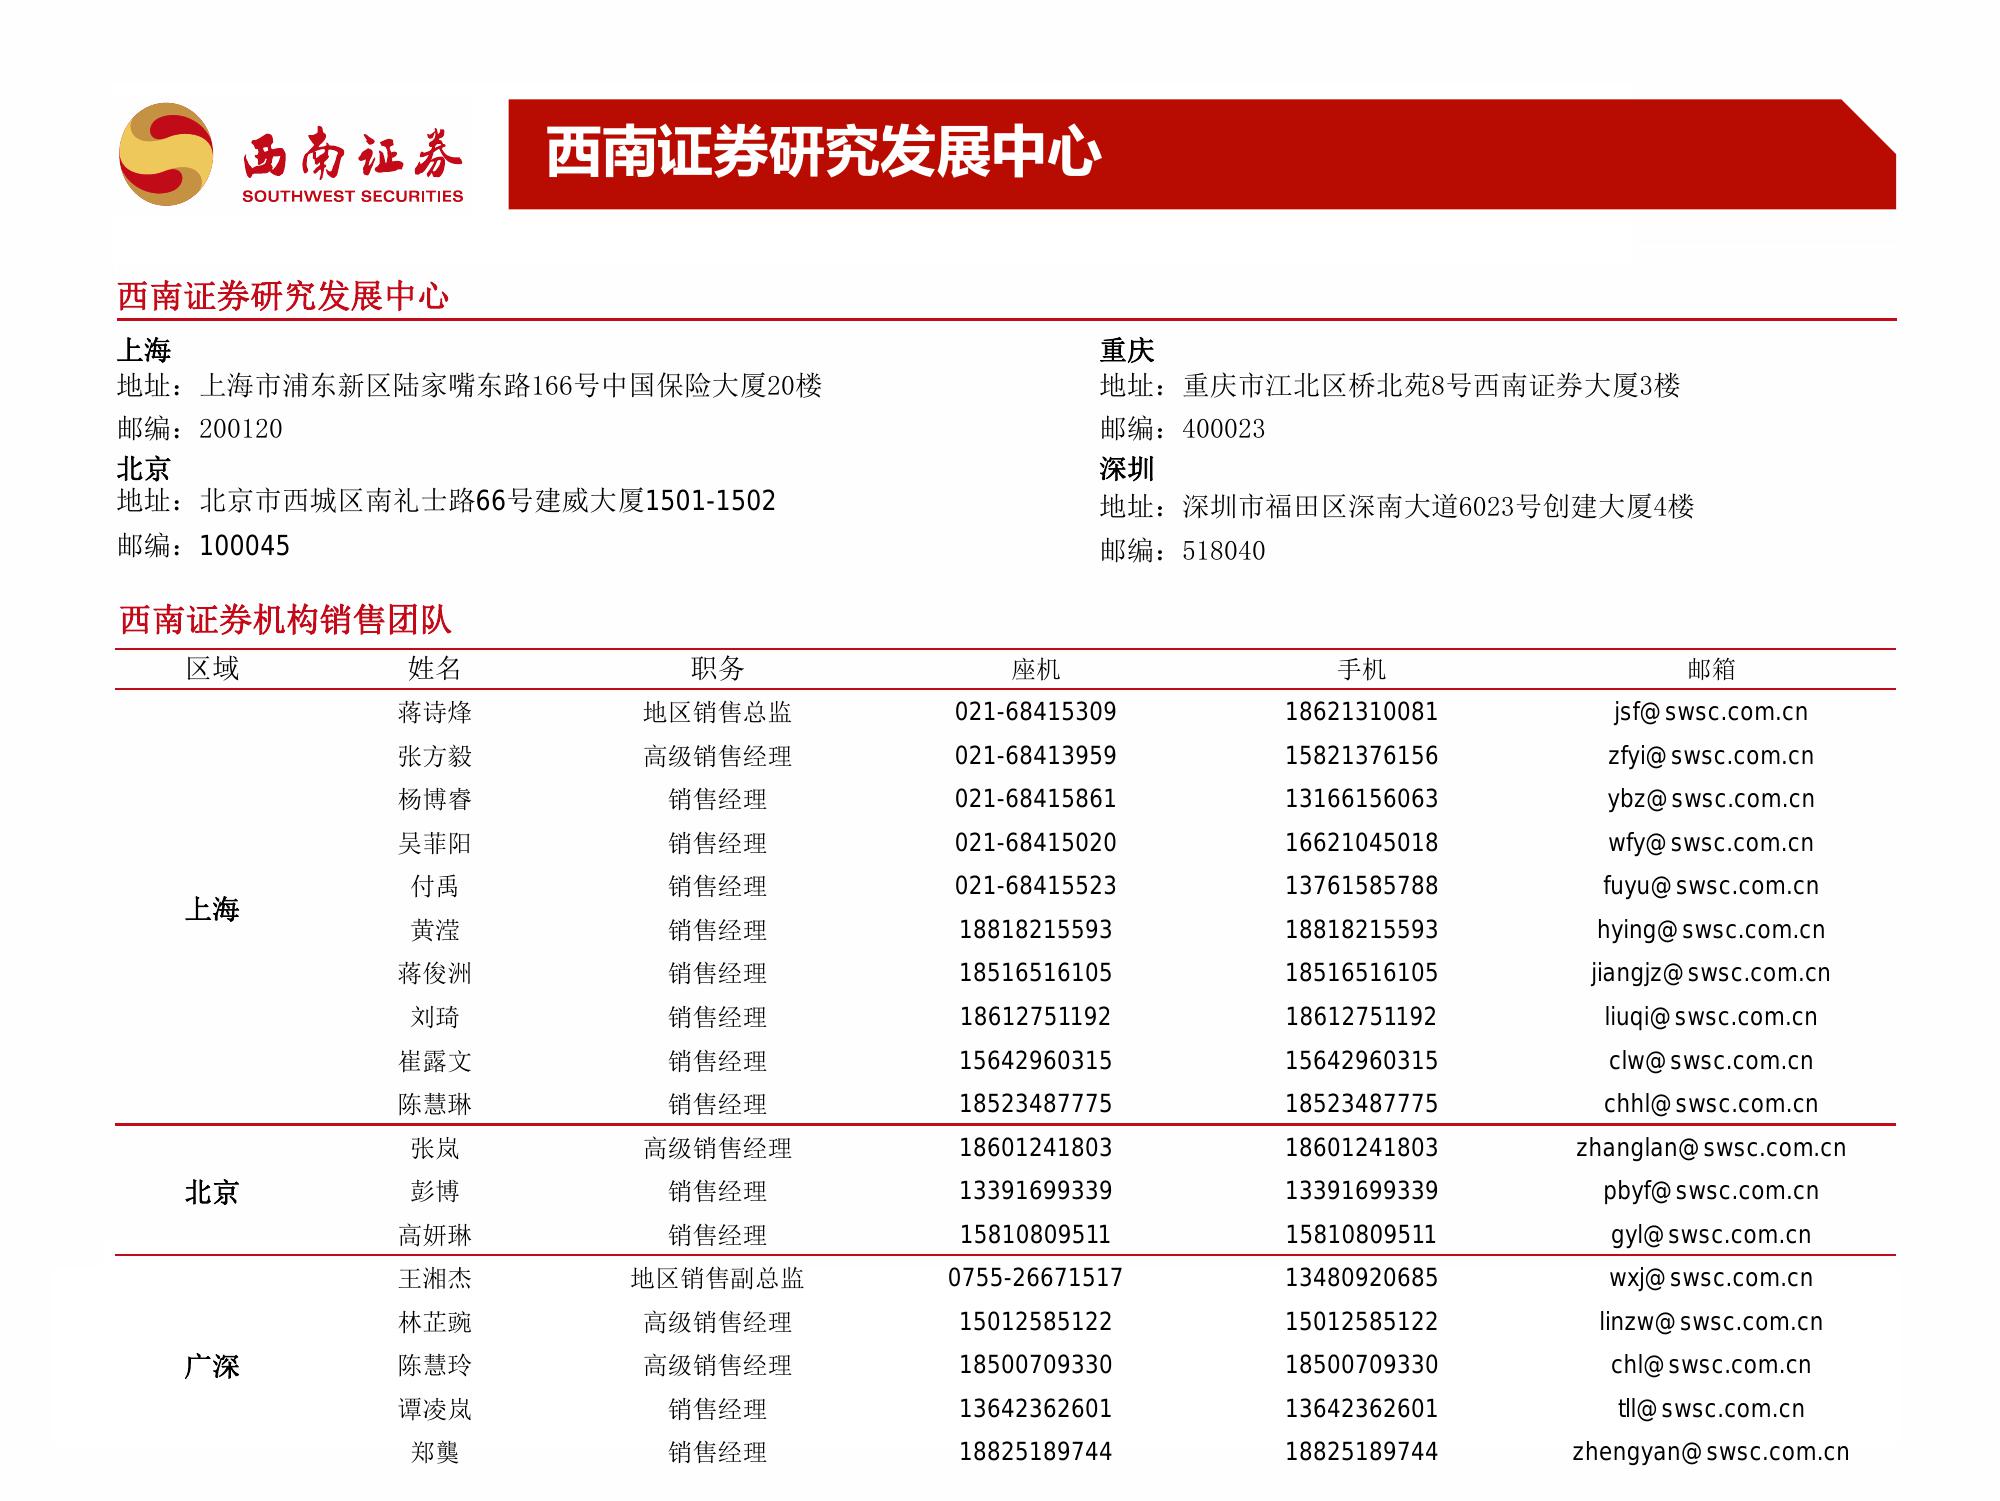 西南证券
SOUTHWEST SECURITIES
西南证券研究发展中心
西南证券研究发展中心
上海
地址：上海市浦东新区陆家嘴东路166号中国保险大厦20楼
邮编：200120
北京
地址：北京市西城区南礼士路66号建威大厦1501-1502
邮编：100045
重庆
地址：重庆市江北区桥北苑8号西南证券大厦3楼
邮编：400023
深圳
地址：深圳市福田区深南大道6023号创建大厦4楼
邮编：518040
西南证券机构销售团队
区域 姓名 职务 座机 手机 邮箱
上海
蒋诗烽 地区销售总监 021-68415309 18621310081 jsf@swsc.com.cn
张方毅 高级销售经理 021-68413959 15821376156 zfyi@swsc.com.cn
杨博睿 销售经理 021-68415861 13166156063 ybz@swsc.com.cn
吴菲阳 销售经理 021-68415020 16621045018 wfy@swsc.com.cn
付禹 销售经理 021-68415523 13761585788 fuyu@swsc.com.cn
黄滢 销售经理 18818215593 18818215593 hying@swsc.com.cn
蒋俊洲 销售经理 18516516105 18516516105 jiangjz@swsc.com.cn
刘琦 销售经理 18612751192 18612751192 liuqi@swsc.com.cn
崔露文 销售经理 15642960315 15642960315 clw@swsc.com.cn
陈慧琳 销售经理 18523487775 18523487775 chhl@swsc.com.cn
北京
张岚 高级销售经理 18601241803 18601241803 zhanglan@swsc.com.cn
彭博 销售经理 13391699339 13391699339 pbyf@swsc.com.cn
高妍琳 销售经理 15810809511 15810809511 gyl@swsc.com.cn
广深
王湘杰 地区销售副总监 0755-26671517 13480920685 wxj@swsc.com.cn
林芷豌 高级销售经理 15012585122 15012585122 linzw@swsc.com.cn
陈慧玲 高级销售经理 18500709330 18500709330 chl@swsc.com.cn
谭凌岚 销售经理 13642362601 13642362601 tll@swsc.com.cn
郑龑 销售经理 18825189744 18825189744 zhengyan@swsc.com.cn